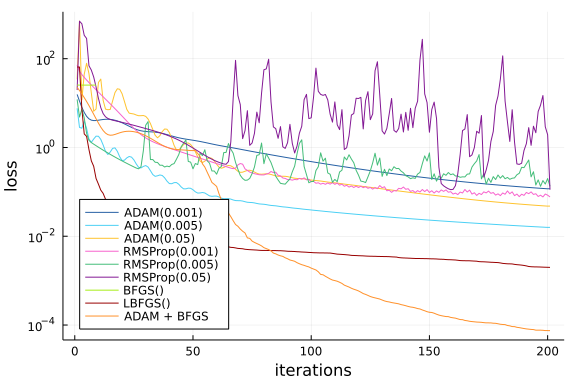 loss
10^2
10^0
10^-2
10^-4
ADAM(0.001)
ADAM(0.005)
ADAM(0.05)
RMSProp(0.001)
RMSProp(0.005)
RMSProp(0.05)
BFGS()
LBFGS()
ADAM + BFGS
0 50 100 150 200
iterations